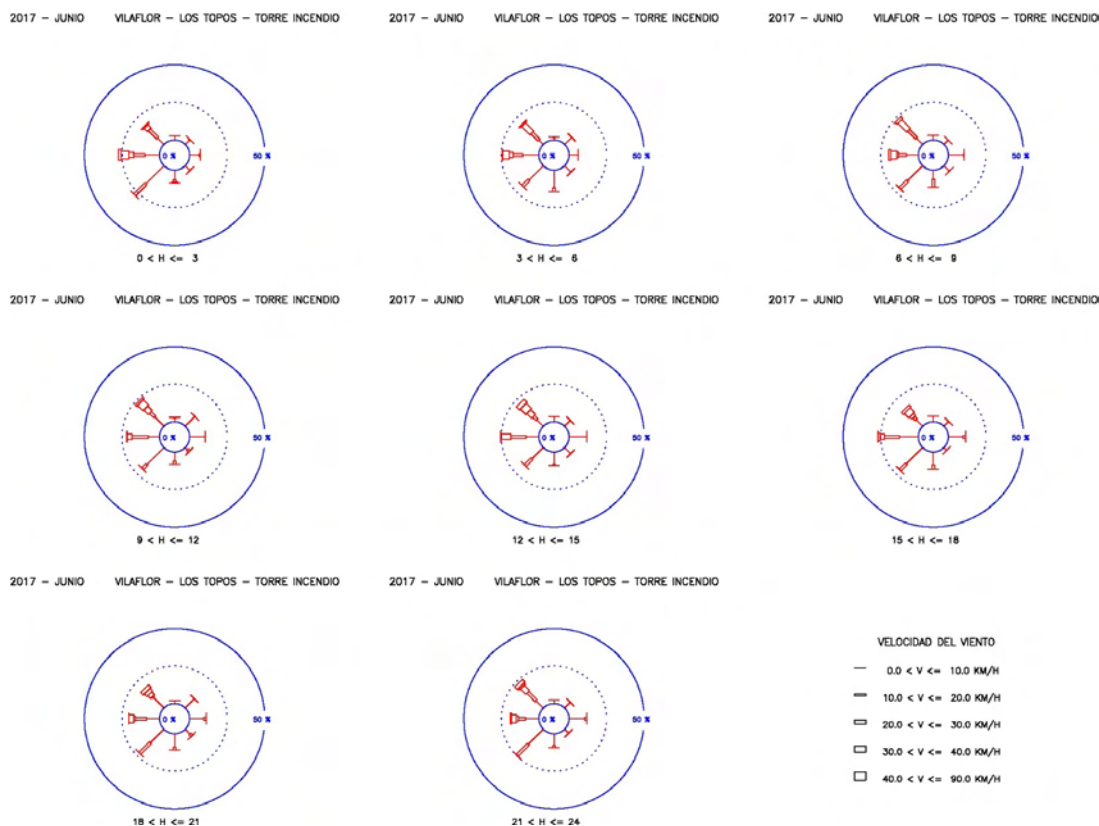 2017 – JUNIO VILAFLOR – LOS TOPOS – TORRE INCENDIO
0 %
50 %
0 < H <= 3
2017 – JUNIO VILAFLOR – LOS TOPOS – TORRE INCENDIO
0 %
50 %
3 < H <= 6
2017 – JUNIO VILAFLOR – LOS TOPOS – TORRE INCENDIO
0 %
50 %
6 < H <= 9
2017 – JUNIO VILAFLOR – LOS TOPOS – TORRE INCENDIO
0 %
50 %
9 < H <= 12
2017 – JUNIO VILAFLOR – LOS TOPOS – TORRE INCENDIO
0 %
50 %
12 < H <= 15
2017 – JUNIO VILAFLOR – LOS TOPOS – TORRE INCENDIO
0 %
50 %
15 < H <= 18
2017 – JUNIO VILAFLOR – LOS TOPOS – TORRE INCENDIO
0 %
50 %
18 < H <= 21
2017 – JUNIO VILAFLOR – LOS TOPOS – TORRE INCENDIO
0 %
50 %
21 < H <= 24
VELOCIDAD DEL VIENTO
0.0 < V <= 10.0 KM/H
10.0 < V <= 20.0 KM/H
20.0 < V <= 30.0 KM/H
30.0 < V <= 40.0 KM/H
40.0 < V <= 90.0 KM/H